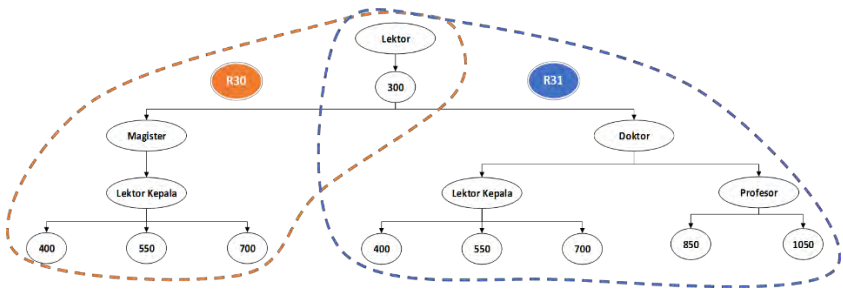 Lektor
R30
300
R31
Magister
Doktor
Lektor Kepala
Lektor Kepala
Profesor
400
550
700
400
550
700
850
1050